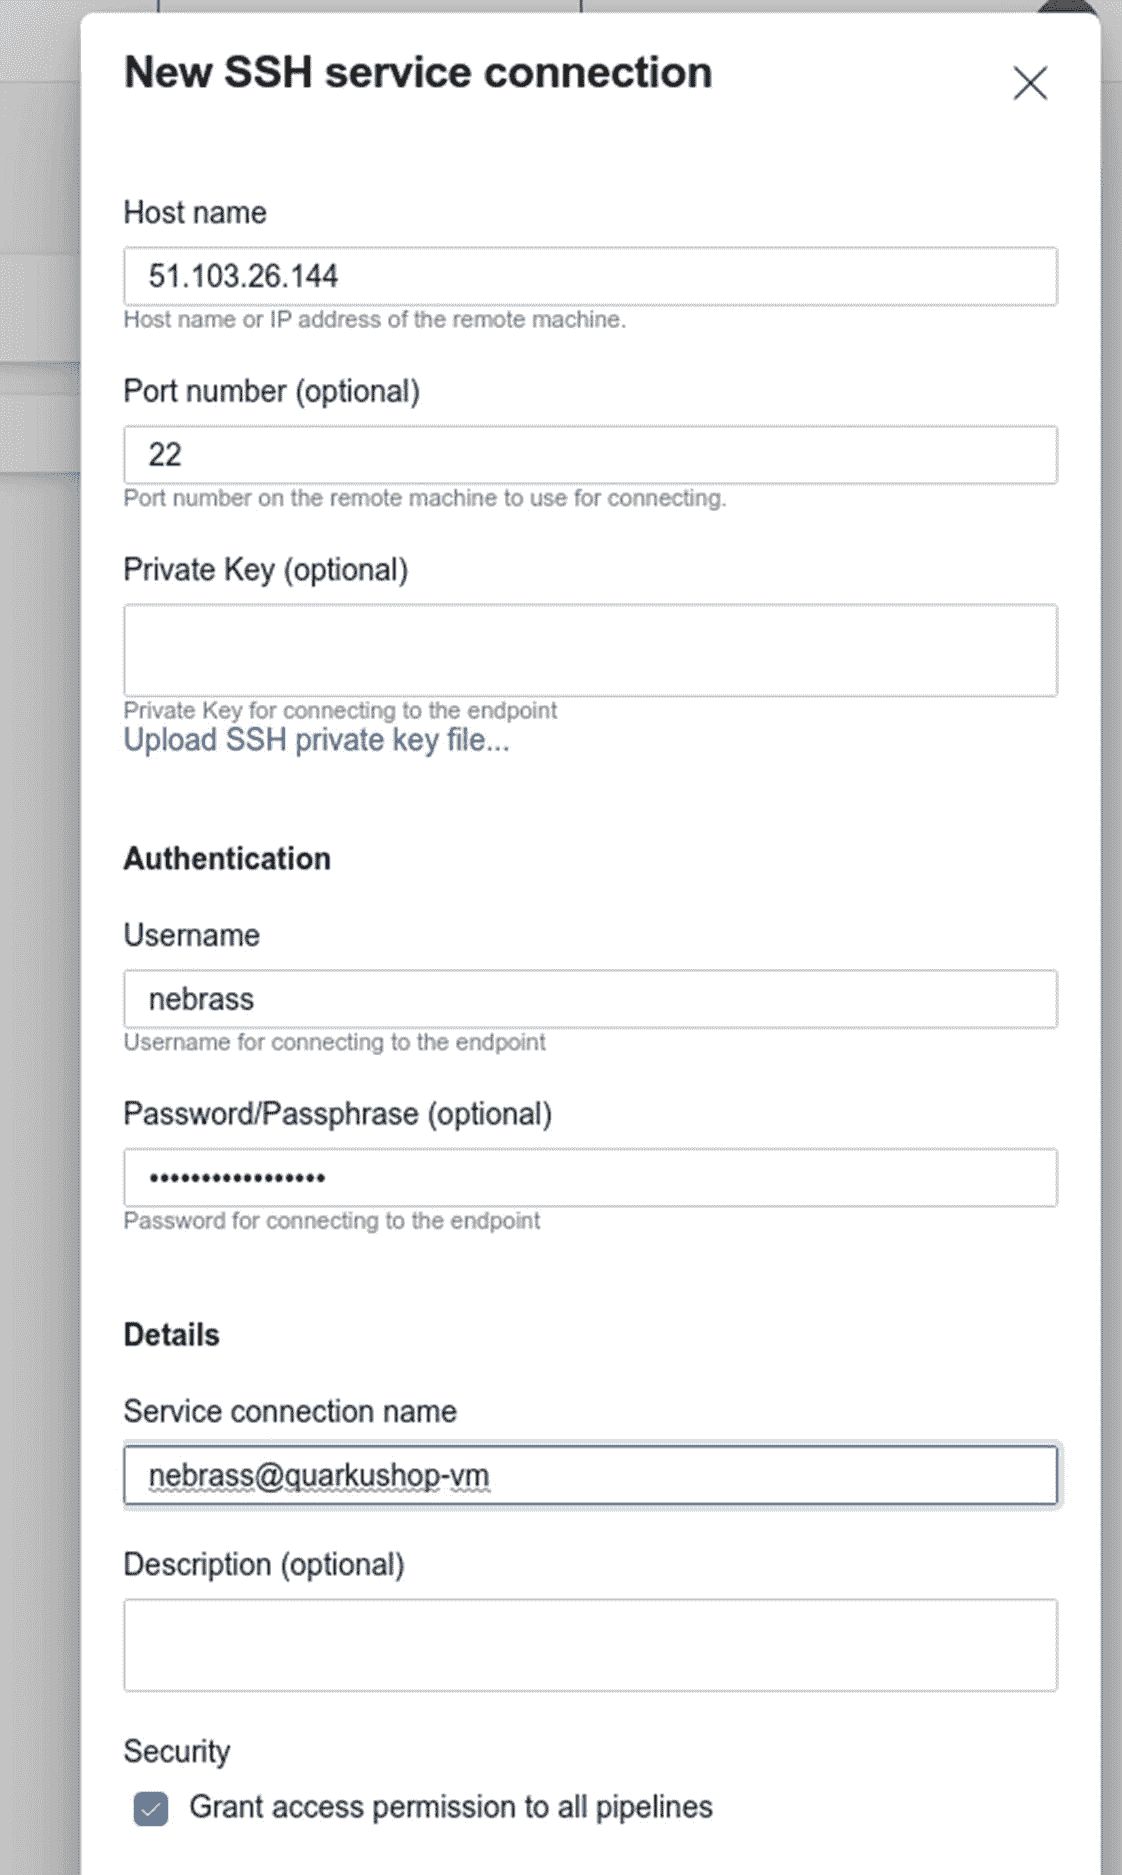 New SSH service connection
Host name
51.103.26.144
Host name or IP address of the remote machine.
Port number (optional)
22
Port number on the remote machine to use for connecting.
Private Key (optional)
Private Key for connecting to the endpoint
Upload SSH private key file...
Authentication
Username
nebrass
Username for connecting to the endpoint
Password/Passphrase (optional)
•••••••••••••••••
Password for connecting to the endpoint
Details
Service connection name
nebrass@quarkushop-vm
Description (optional)
Security
Grant access permission to all pipelines